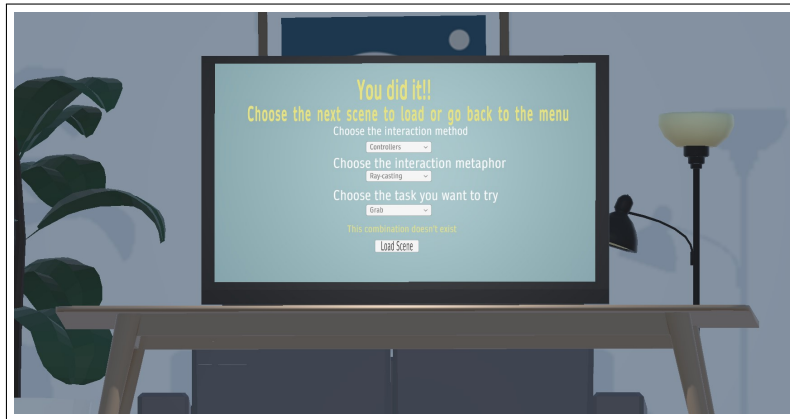 You did it!!
Choose the next scene to load or go back to the menu
Choose the interaction method
Controllers
Choose the interaction metaphor
Ray-casting
Choose the task you want to try
Grab
This combination doesn't exist
Load Scene